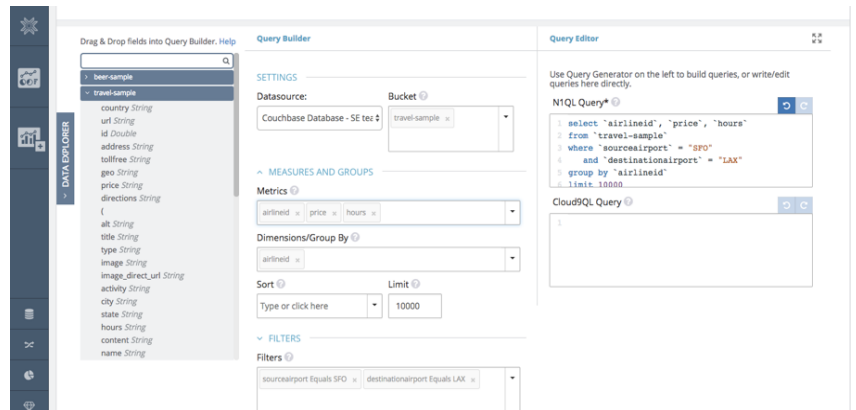 Drag & Drop fields into Query Builder. Help
beer-sample
travel-sample
country String
url String
id Double
address String
tollfree String
geo String
price String
directions String
{
alt String
title String
type String
image String
image_direct_url String
activity String
city String
state String
hours String
content String
name String
DATA EXPLORER
Query Builder
SETTINGS
Datasource:
Bucket
Couchbase Database - SE tea
travel-sample ×
MEASURES AND GROUPS
Metrics
airlineid × price × hours ×
Dimensions/Group By
airlineid ×
Sort
Limit
Type or click here
10000
FILTERS
Filters
sourceairport Equals SFO × destinationairport Equals LAX ×
Query Editor
Use Query Generator on the left to build queries, or write/edit
queries here directly.
N1QL Query*
1 select `airlineid`, `price`, `hours`
2 from `travel-sample`
3 where `sourceairport` = "SFO"
4 and `destinationairport` = "LAX"
5 group by `airlineid`
6 limit 10000
Cloud9QL Query
1